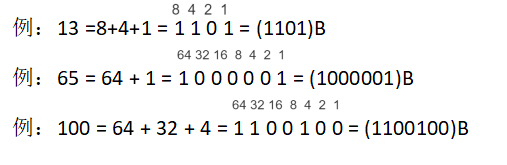 8 4 2 1
例：13 =8+4+1 = 1 1 0 1 = (1101)B
64 32 16 8 4 2 1
例：65 = 64 + 1 = 1 0 0 0 0 0 1 = (1000001)B
64 32 16 8 4 2 1
例：100 = 64 + 32 + 4 = 1 1 0 0 1 0 0 = (1100100)B